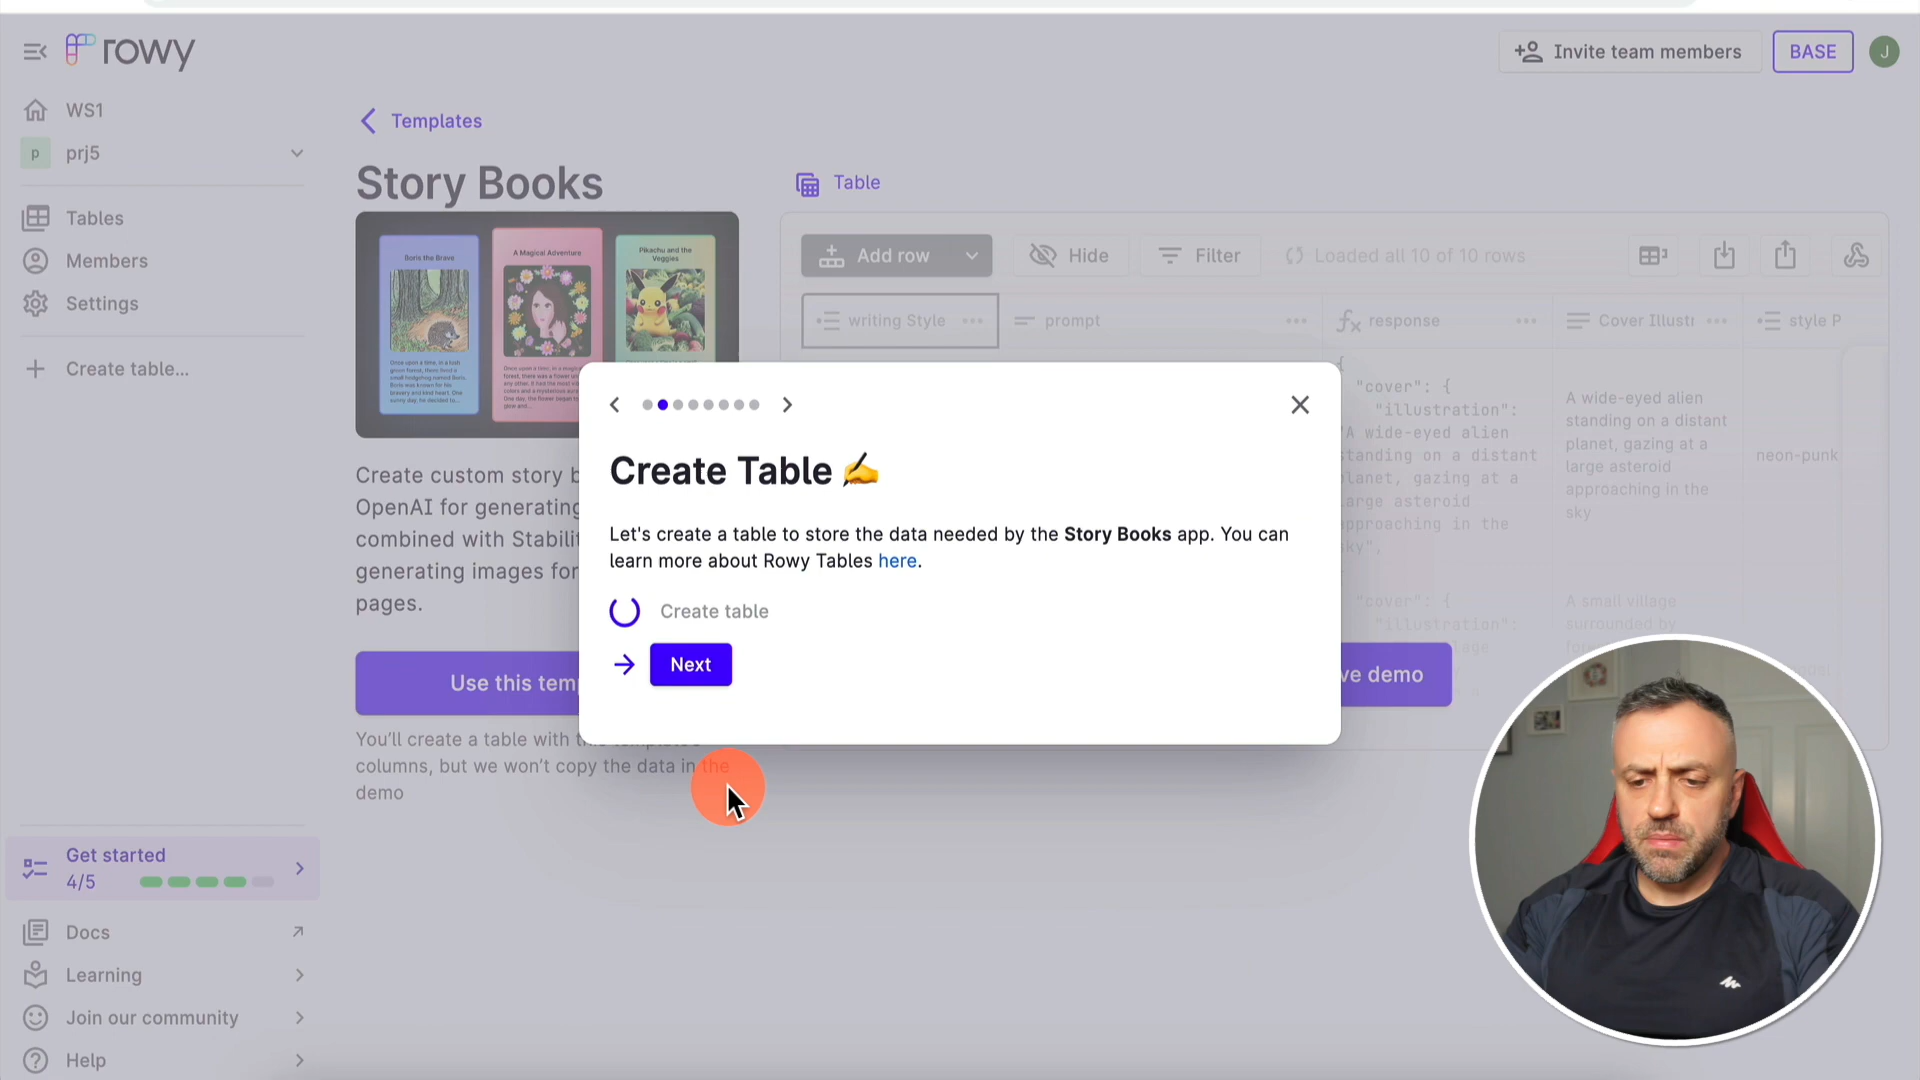 rowy
Invite team members
BASE
J
WS1
p
prj5
Tables
Members
Settings
Create table...
Templates
Story Books
Boris the Brave
A Magical Adventure
Pikachu and the
Veggies
Create custom story b
OpenAI for generating
combined with Stabili
generating images for
pages.
Use this temp
You'll create a table with this template's
columns, but we won't copy the data in the
demo
Table
Add row
Hide
Filter
Loaded all 10 of 10 rows
writing Style
prompt
fx response
Cover Illustr
style P
{
"cover": {
"illustration":
"A wide-eyed alien
standing on a distant
planet, gazing at a
large asteroid
approaching in the
sky",
A wide-eyed alien
standing on a distant
planet, gazing at a
large asteroid
approaching in the
sky
neon-punk
"cover": {
"illustration":
A small village
surrounded by
ve demo
Create Table ✍️
Let's create a table to store the data needed by the Story Books app. You can
learn more about Rowy Tables here.
Create table
Next
Get started
4/5
Docs
Learning
Join our community
Help